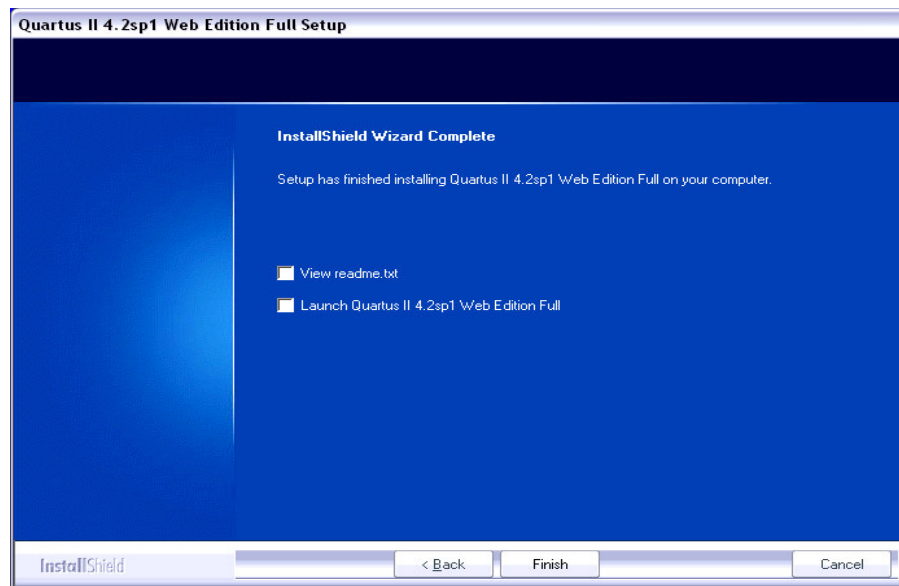 Quartus II 4.2sp1 Web Edition Full Setup
InstallShield Wizard Complete
Setup has finished installing Quartus II 4.2sp1 Web Edition Full on your computer.
View readme.txt
Launch Quartus II 4.2sp1 Web Edition Full
InstallShield
< Back
Finish
Cancel